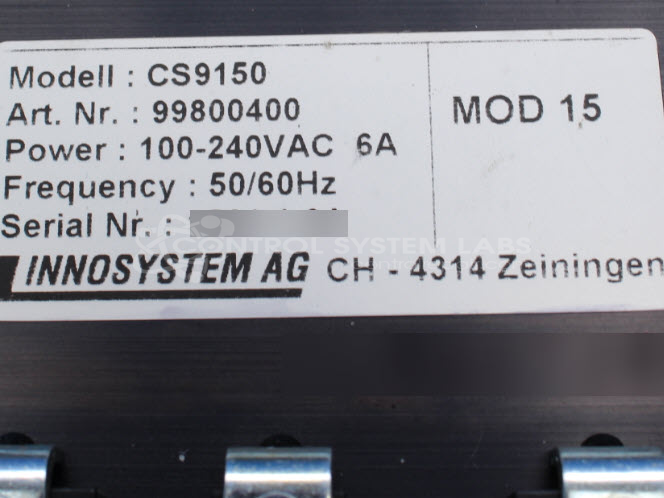 Modell : CS9150
Art. Nr. : 99800400
MOD 15
Power : 100-240VAC 6A
Frequency : 50/60Hz
Serial Nr. :
CONTROL SYSTEM LABS
INNOSYSTEM AG CH - 4314 Zeiningen